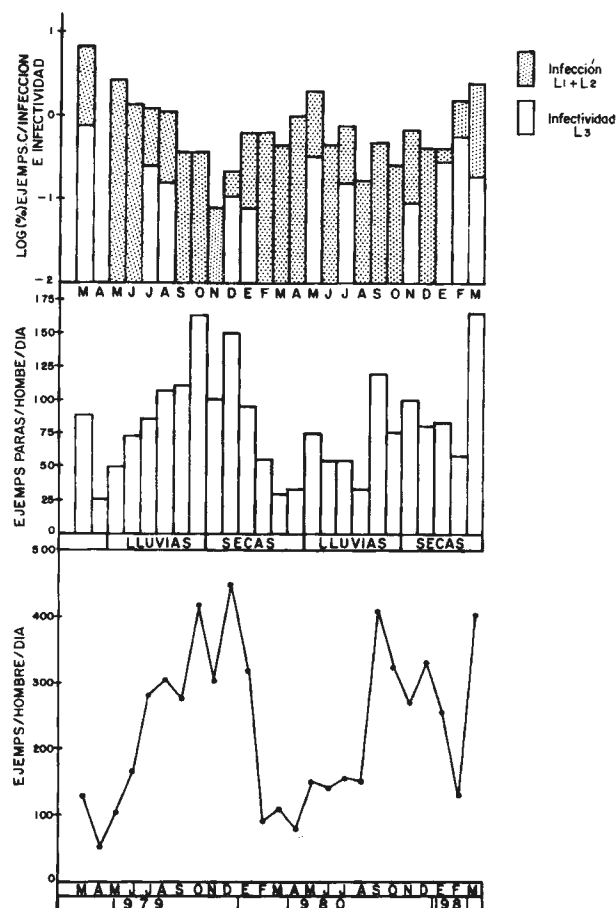 LOG(%)EJEMPS.C/INFECCION
E INFECTIVIDAD
1
0
-1
-2
Infección
L1+L2
Infectividad
L3
M A M J J A S O N D E F M A M J J A S O N D E F M
EJEMPS PARAS/HOMBE/DIA
175
150
125
100
75
50
25
0
LLUVIAS SECAS LLUVIAS SECAS
EJEMPS/HOMBRE/DIA
500
400
300
200
100
0
M A M J J A S O N D E F M A M J J A S O N D E F M
1979 1980 1981